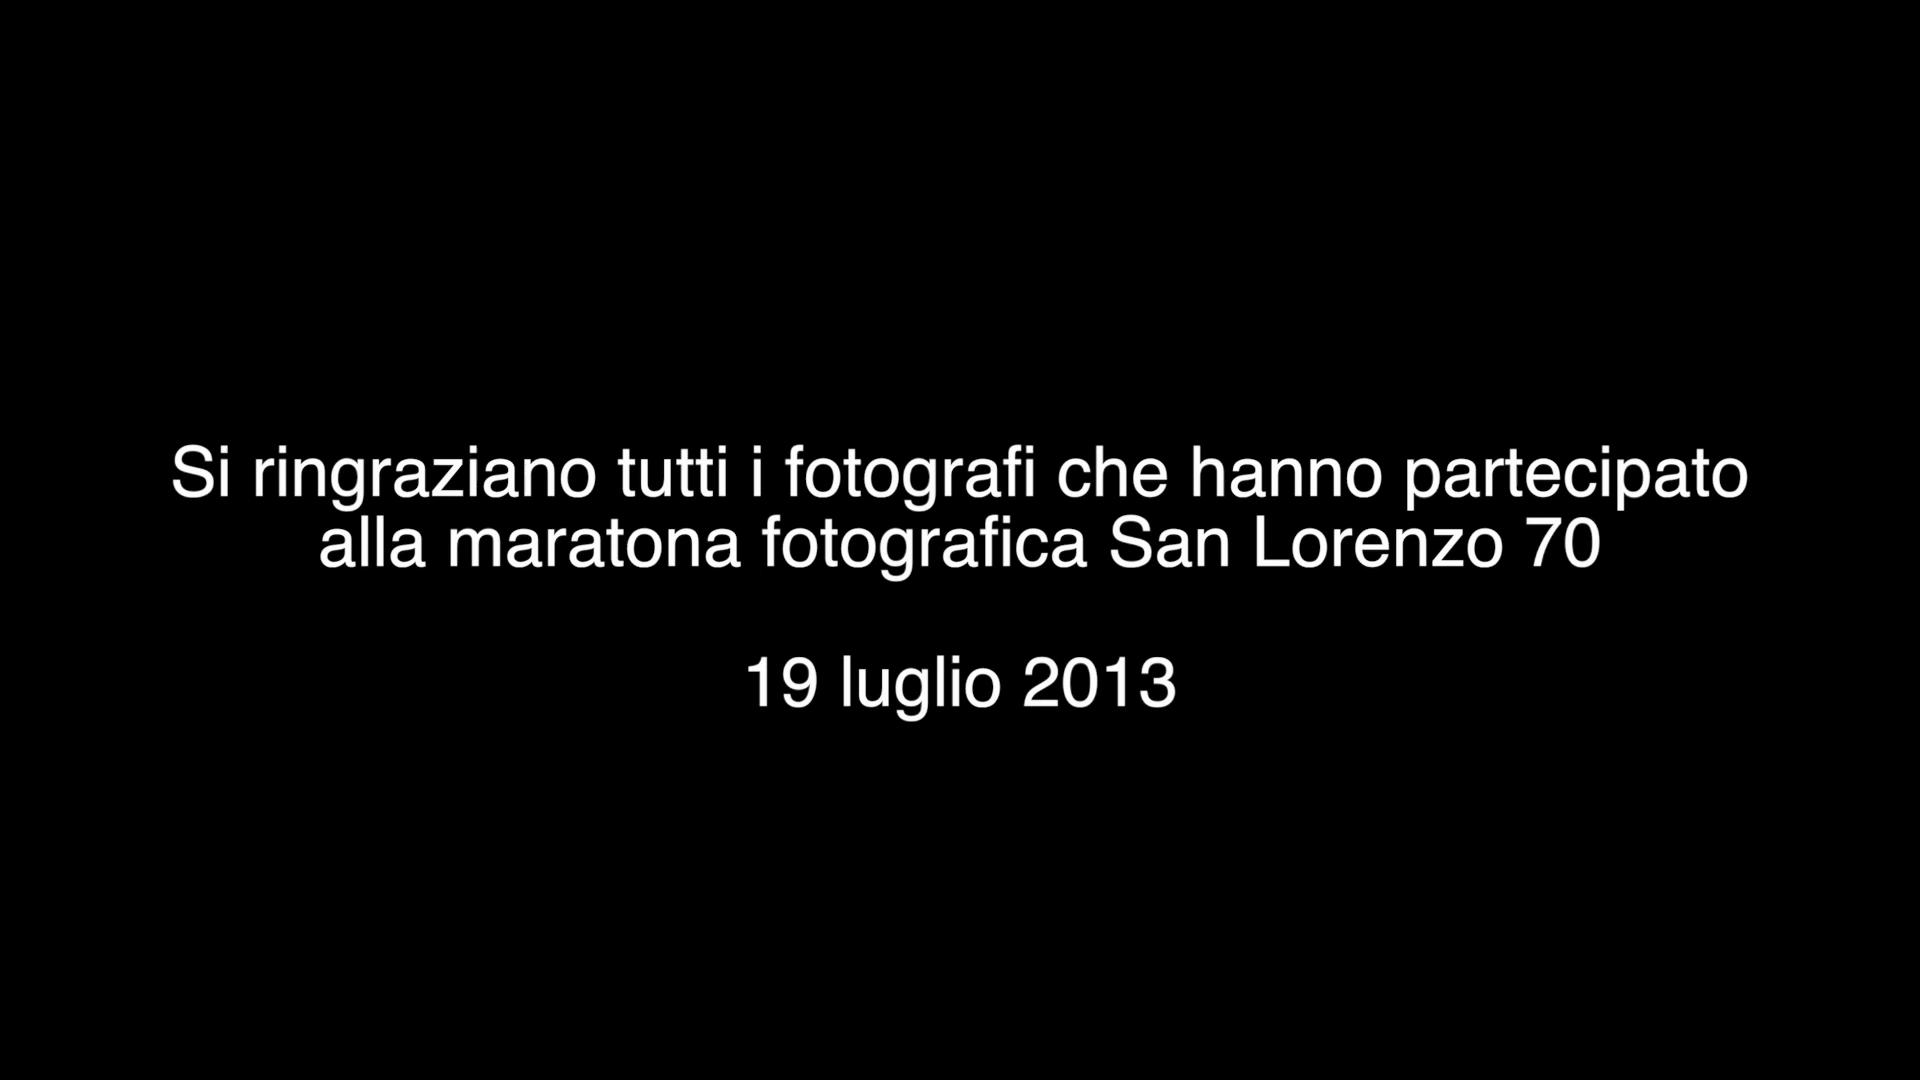 Si ringraziano tutti i fotografi che hanno partecipato
alla maratona fotografica San Lorenzo 70
19 luglio 2013